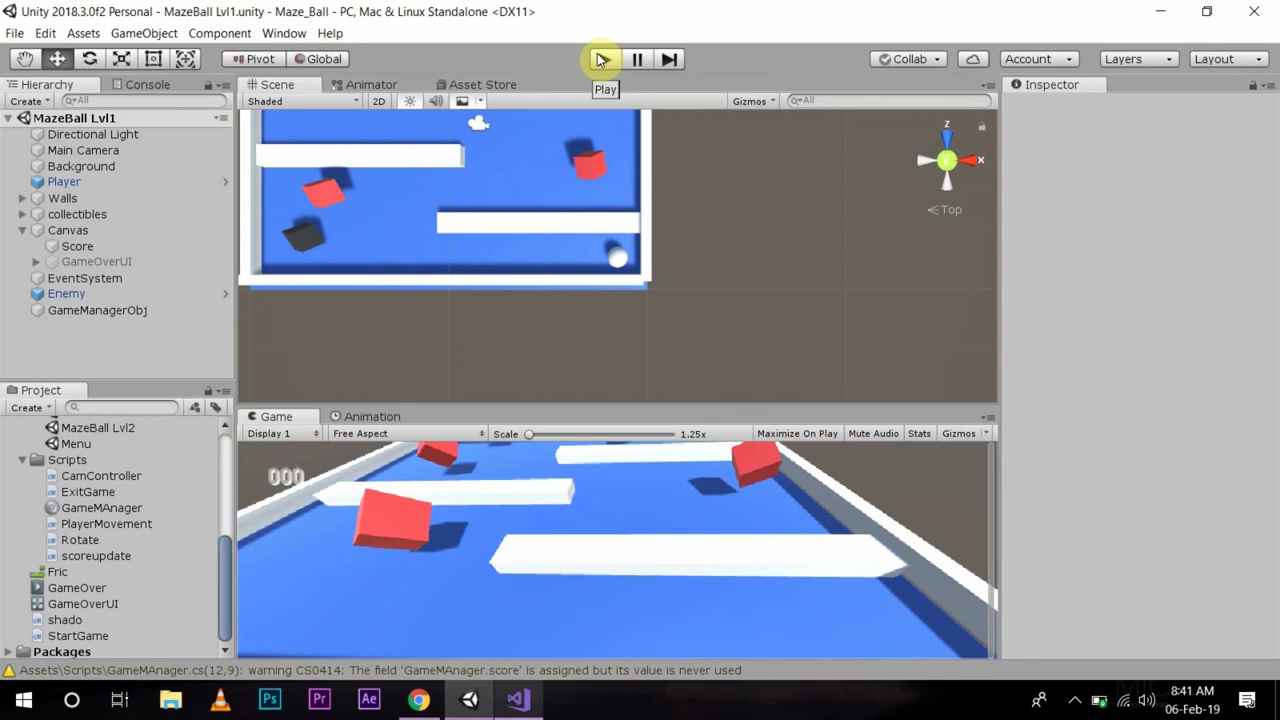 Unity 2018.3.0f2 Personal - MazeBall Lvl1.unity - Maze_Ball - PC, Mac & Linux Standalone <DX11>
File Edit Assets GameObject Component Window Help
Pivot Global Collab Account Layers Layout
Play
Hierarchy Console Scene Animator Asset Store Inspector
Create All Shaded 2D Gizmos All
MazeBall Lvl1
Directional Light
Main Camera
Background
Player
Walls
collectibles
Canvas
Score
GameOverUI
EventSystem
Enemy
GameManagerObj
z
x
y
Top
Project
Create
MazeBall Lvl2
Menu
Scripts
CamController
ExitGame
GameMAnager
PlayerMovement
Rotate
scoreupdate
Fric
GameOver
GameOverUI
shado
StartGame
Packages
Game Animation
Display 1 Free Aspect Scale 1.25x Maximize On Play Mute Audio Stats Gizmos
000
Assets\Scripts\GameMAnager.cs(12,9): warning CS0414: The field 'GameMAnager.score' is assigned but its value is never used
Ps Pr Ae
8:41 AM
06-Feb-19